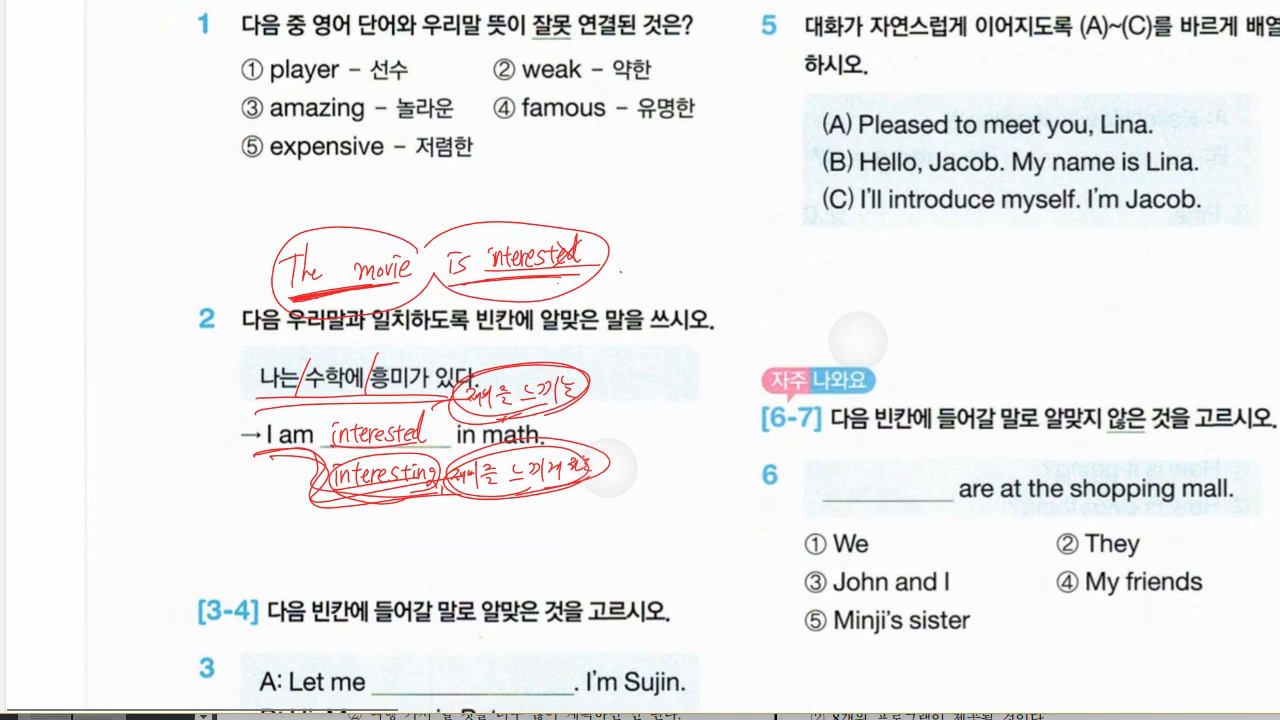 1 다음 중 영어 단어와 우리말 뜻이 잘못 연결된 것은?
① player – 선수 ② weak – 약한
③ amazing – 놀라운 ④ famous – 유명한
⑤ expensive – 저렴한
The movie is interested
2 다음 우리말과 일치하도록 빈칸에 알맞은 말을 쓰시오.
나는 수학에 흥미가 있다.
재미를 느끼는
→ I am interested in math.
interesting 재미를 느끼게 하는
[3-4] 다음 빈칸에 들어갈 말로 알맞은 것을 고르시오.
3 A: Let me ______________. I'm Sujin.
5 대화가 자연스럽게 이어지도록 (A)~(C)를 바르게 배열
하시오.
(A) Pleased to meet you, Lina.
(B) Hello, Jacob. My name is Lina.
(C) I'll introduce myself. I'm Jacob.
자주 나와요
[6-7] 다음 빈칸에 들어갈 말로 알맞지 않은 것을 고르시오.
6 _________ are at the shopping mall.
① We ② They
③ John and I ④ My friends
⑤ Minji's sister